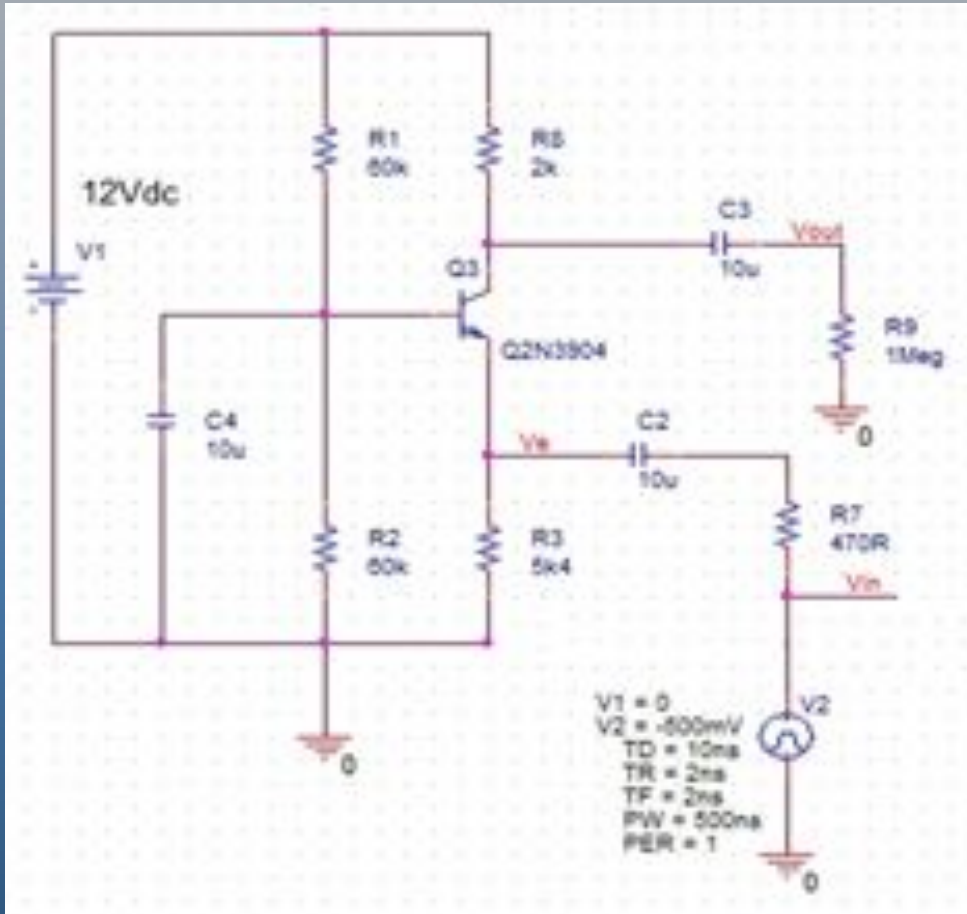 12Vdc
V1
R1
60k
R5
2k
C3
10u
Vout
Q3
Q2N3904
R9
1Meg
0
C4
10u
Ve
C2
10u
R2
60k
R3
5k4
R7
470R
Vin
0
V1 = 0
V2 = -500mV
TD = 10ns
TR = 2ns
TF = 2ns
PW = 500ns
PER = 1
V2
0